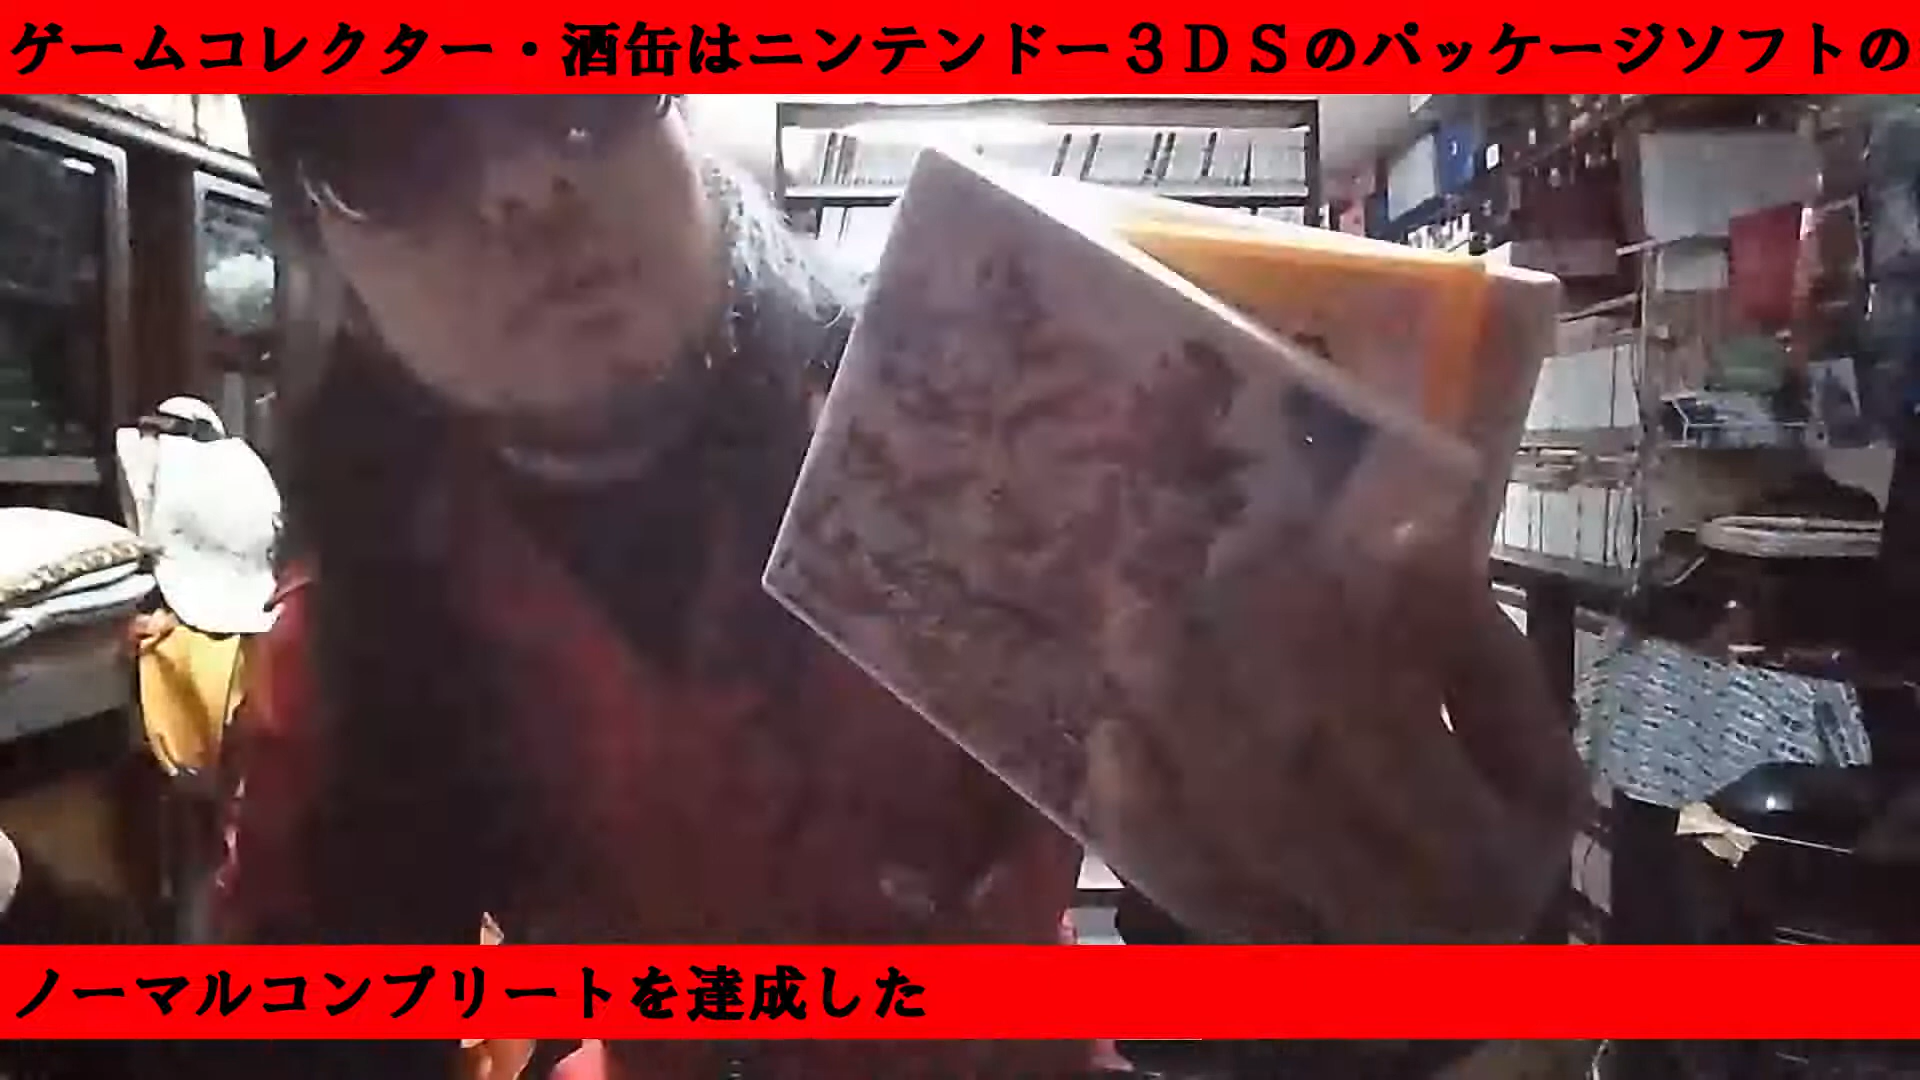 ゲームコレクター・酒缶はニンテンドー３ＤＳのパッケージソフトの
ノーマルコンプリートを達成した